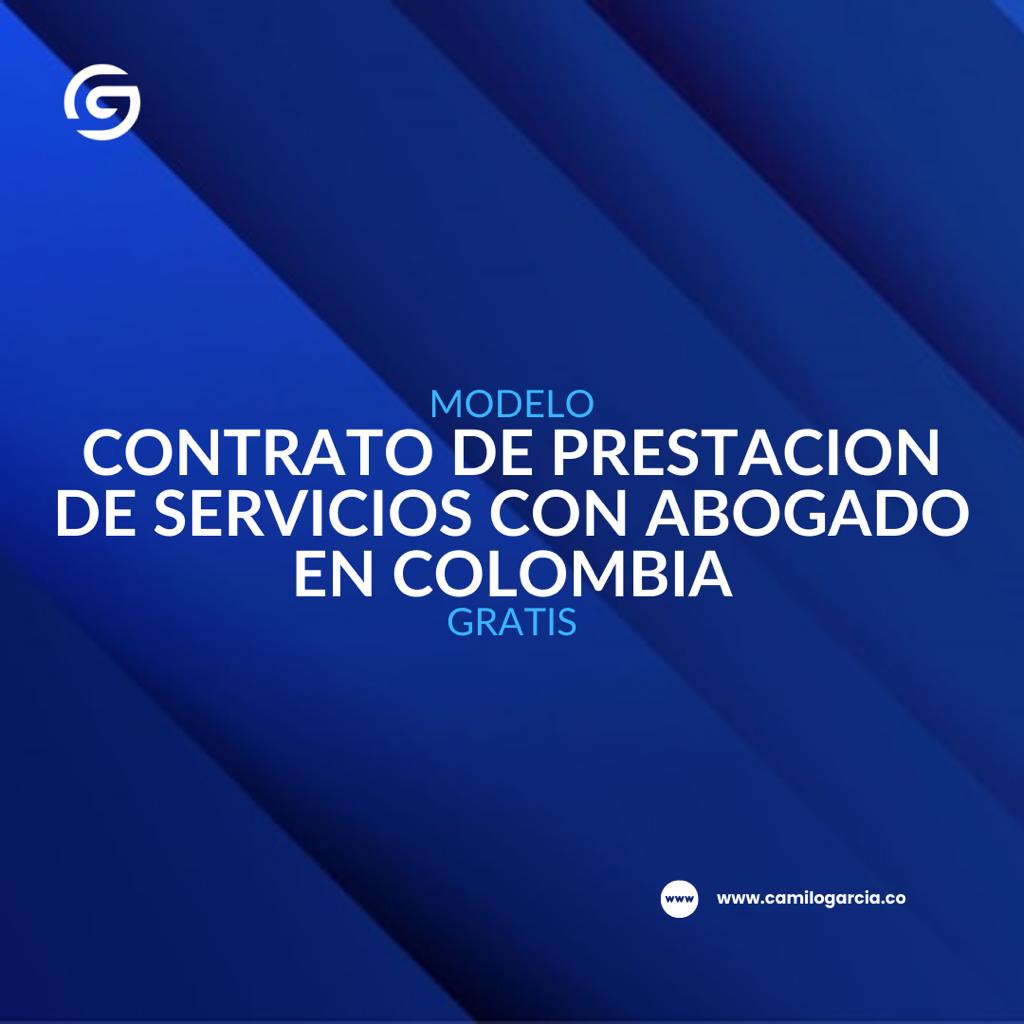 MODELO
CONTRATO DE PRESTACION
DE SERVICIOS CON ABOGADO
EN COLOMBIA
GRATIS
www www.camilogarcia.co